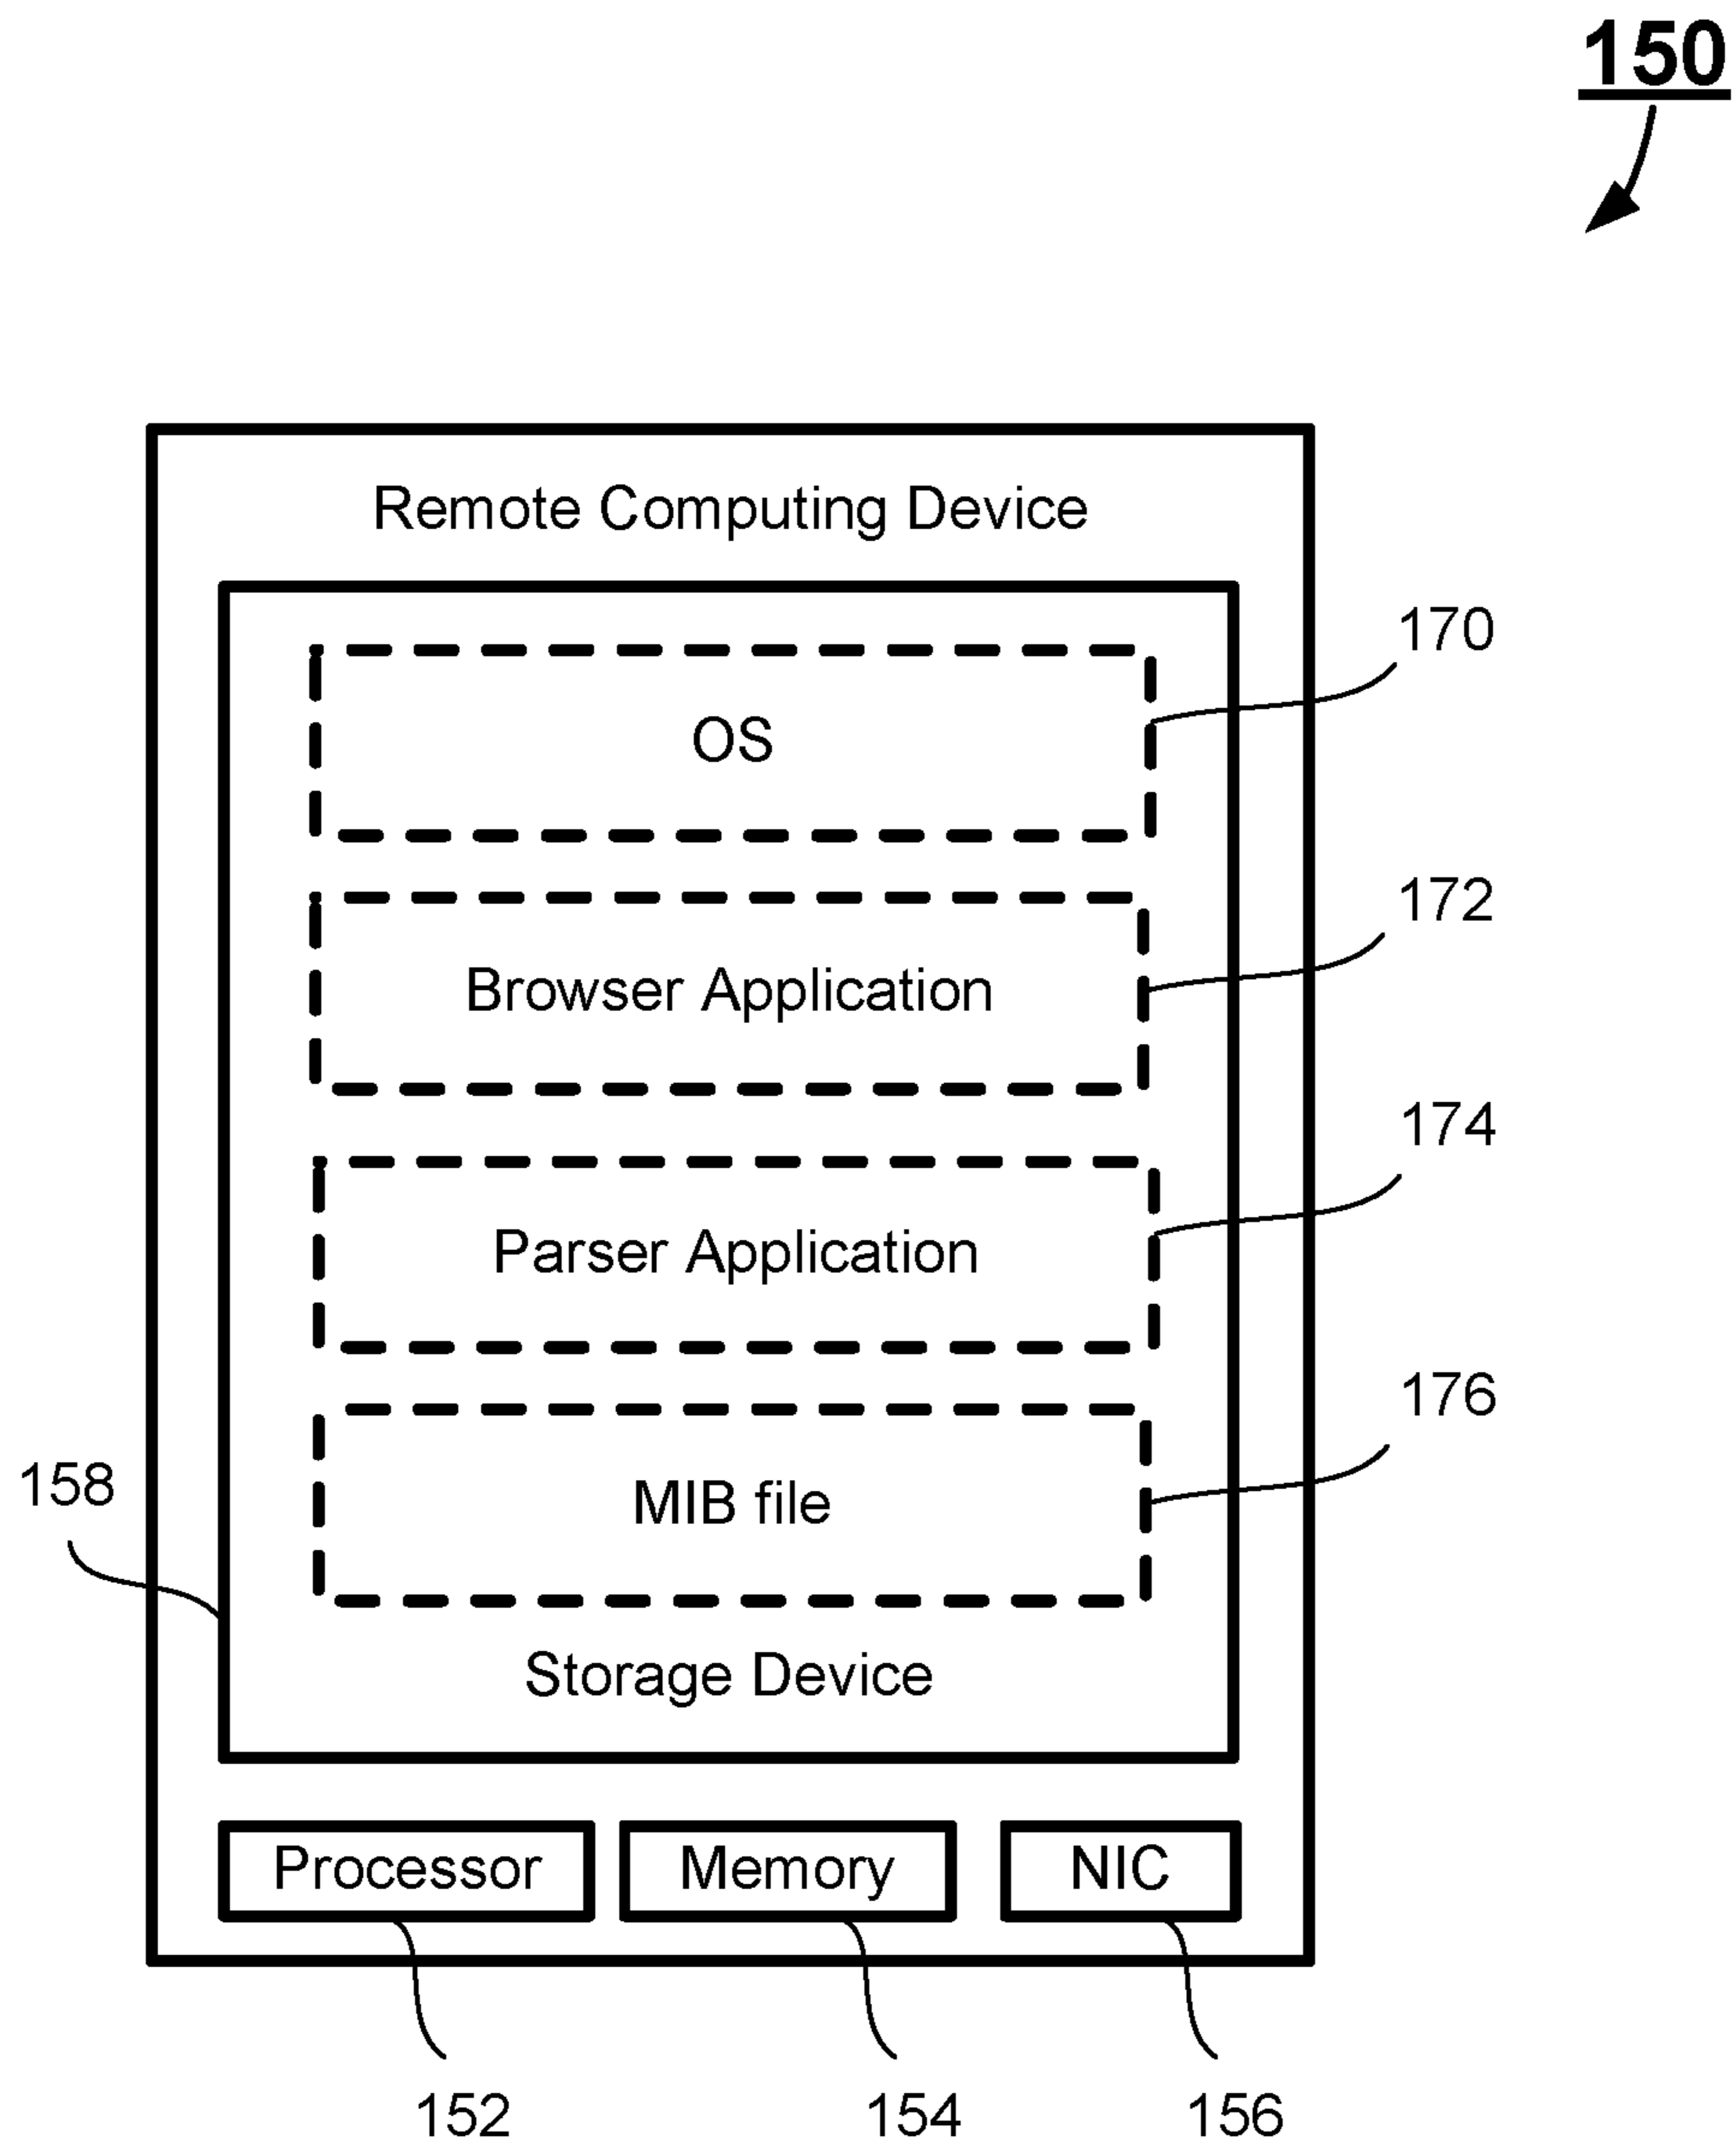 150
Remote Computing Device
170
OS
172
Browser Application
174
Parser Application
176
MIB file
158
Storage Device
Processor
Memory
NIC
152
154
156